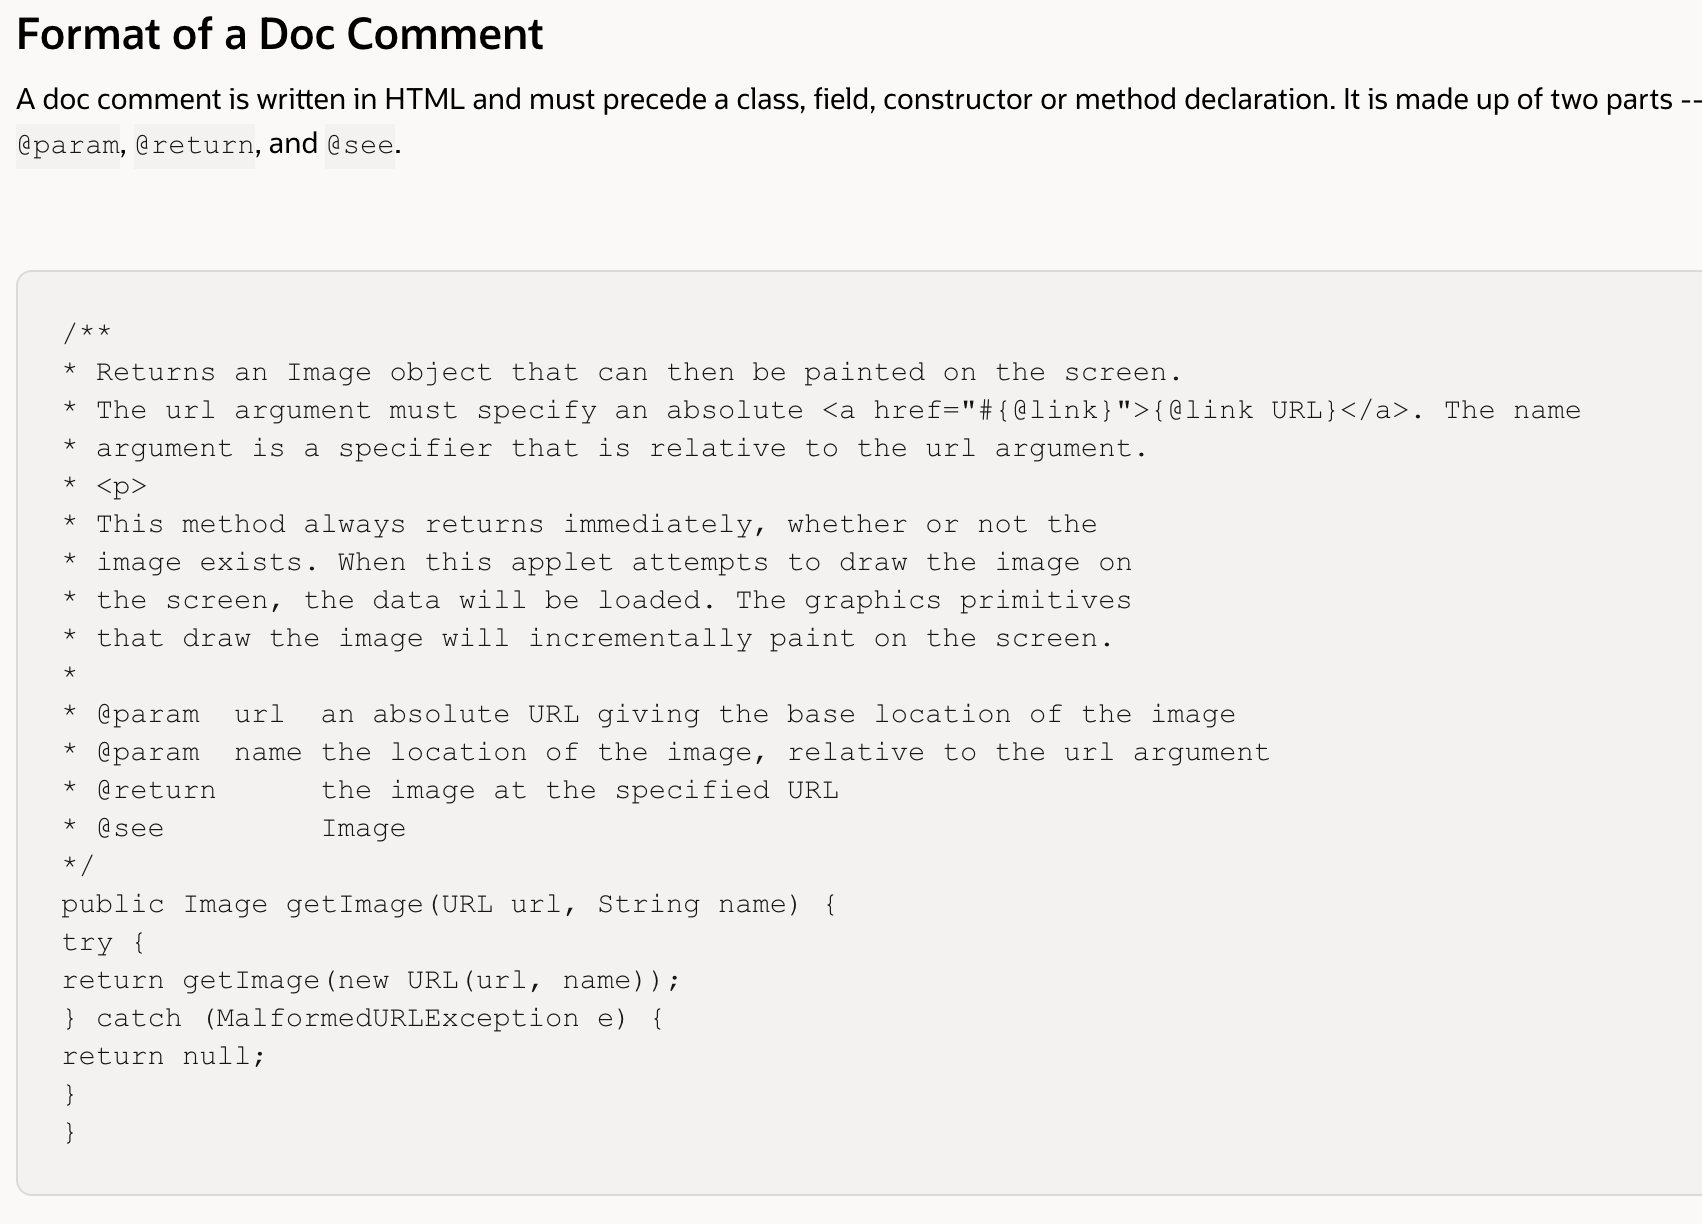 Format of a Doc Comment
A doc comment is written in HTML and must precede a class, field, constructor or method declaration. It is made up of two parts --
@param, @return, and @see.
/**
* Returns an Image object that can then be painted on the screen.
* The url argument must specify an absolute <a href="#{@link}">{@link URL}</a>. The name
* argument is a specifier that is relative to the url argument.
* <p>
* This method always returns immediately, whether or not the
* image exists. When this applet attempts to draw the image on
* the screen, the data will be loaded. The graphics primitives
* that draw the image will incrementally paint on the screen.
*
* @param  url  an absolute URL giving the base location of the image
* @param  name the location of the image, relative to the url argument
* @return      the image at the specified URL
* @see         Image
*/
public Image getImage(URL url, String name) {
try {
return getImage(new URL(url, name));
} catch (MalformedURLException e) {
return null;
}
}